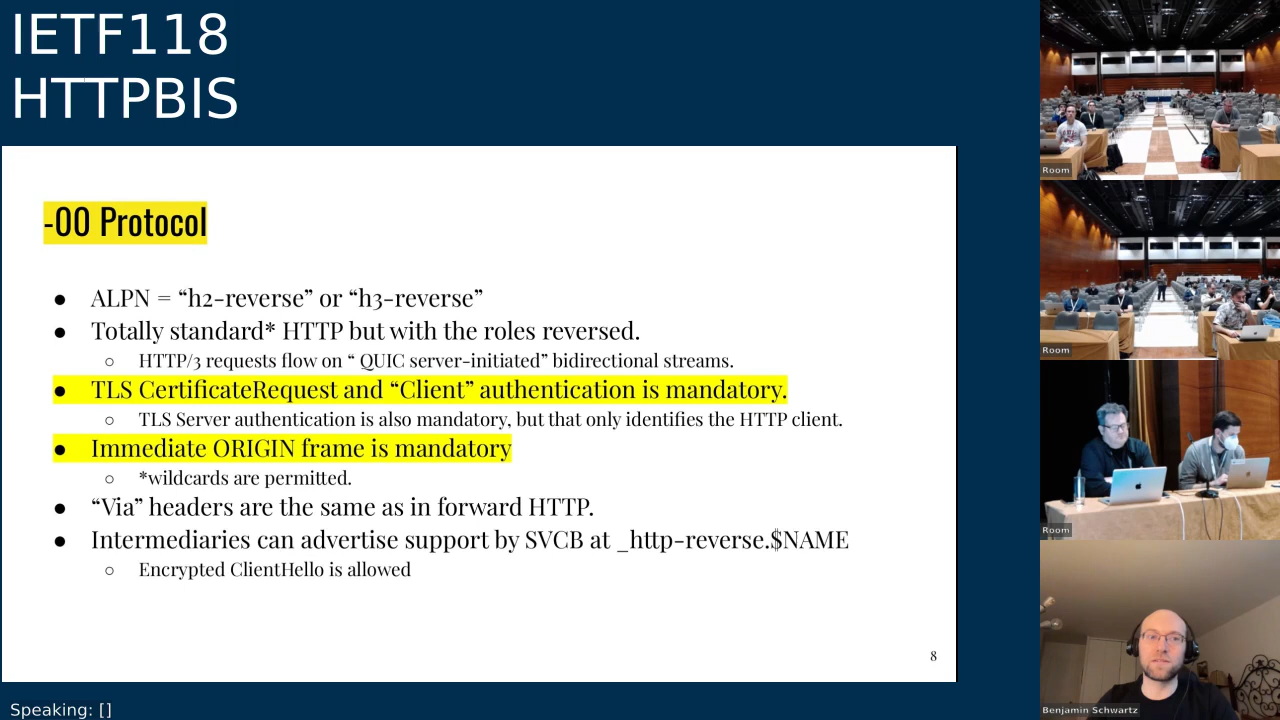 IETF118
HTTPBIS
-00 Protocol
● ALPN = “h2-reverse” or “h3-reverse”
● Totally standard* HTTP but with the roles reversed.
○ HTTP/3 requests flow on “ QUIC server-initiated” bidirectional streams.
● TLS CertificateRequest and “Client” authentication is mandatory.
○ TLS Server authentication is also mandatory, but that only identifies the HTTP client.
● Immediate ORIGIN frame is mandatory
○ *wildcards are permitted.
● “Via” headers are the same as in forward HTTP.
● Intermediaries can advertise support by SVCB at _http-reverse.$NAME
○ Encrypted ClientHello is allowed
8
Speaking: []
Room
Room
Room
Benjamin Schwartz